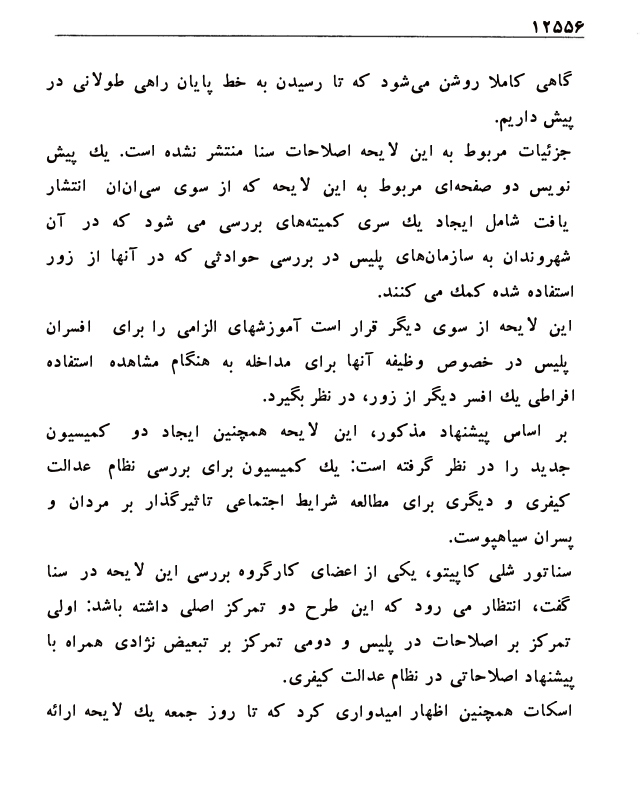 ۱۲۵۵۶
گاهی کاملا روشن می‌شود که تا رسیدن به خط پایان راهی طولانی در
پیش داریم.
جزئیات مربوط به این لایحه اصلاحات سنا منتشر نشده است. یك پیش
نویس دو صفحه‌ای مربوط به این لایحه که از سوی سی‌ان‌ان انتشار
یافت شامل ایجاد یك سری کمیته‌های بررسی می شود که در آن
شهروندان به سازمان‌های پلیس در بررسی حوادثی که در آنها از زور
استفاده شده کمك می کنند.
این لایحه از سوی دیگر قرار است آموزشهای الزامی را برای افسران
پلیس در خصوص وظیفه آنها برای مداخله به هنگام مشاهده استفاده
افراطی یك افسر دیگر از زور، در نظر بگیرد.
بر اساس پیشنهاد مذکور، این لایحه همچنین ایجاد دو کمیسیون
جدید را در نظر گرفته است: یك کمیسیون برای بررسی نظام عدالت
کیفری و دیگری برای مطالعه شرایط اجتماعی تاثیرگذار بر مردان و
پسران سیاهپوست.
سناتور شلی کاپیتو، یکی از اعضای کارگروه بررسی این لایحه در سنا
گفت، انتظار می رود که این طرح دو تمرکز اصلی داشته باشد: اولی
تمرکز بر اصلاحات در پلیس و دومی تمرکز بر تبعیض نژادی همراه با
پیشنهاد اصلاحاتی در نظام عدالت کیفری.
اسکات همچنین اظهار امیدواری کرد که تا روز جمعه یك لایحه ارائه